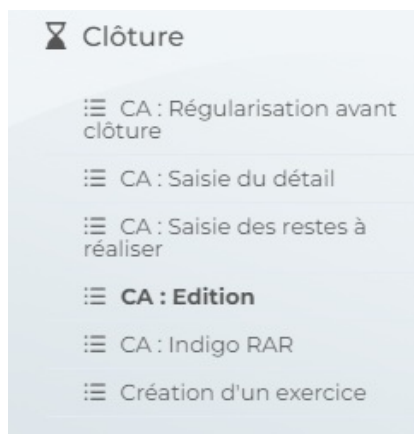 Clôture
CA : Régularisation avant
clôture
CA : Saisie du détail
CA : Saisie des restes à
réaliser
CA : Edition
CA : Indigo RAR
Création d'un exercice